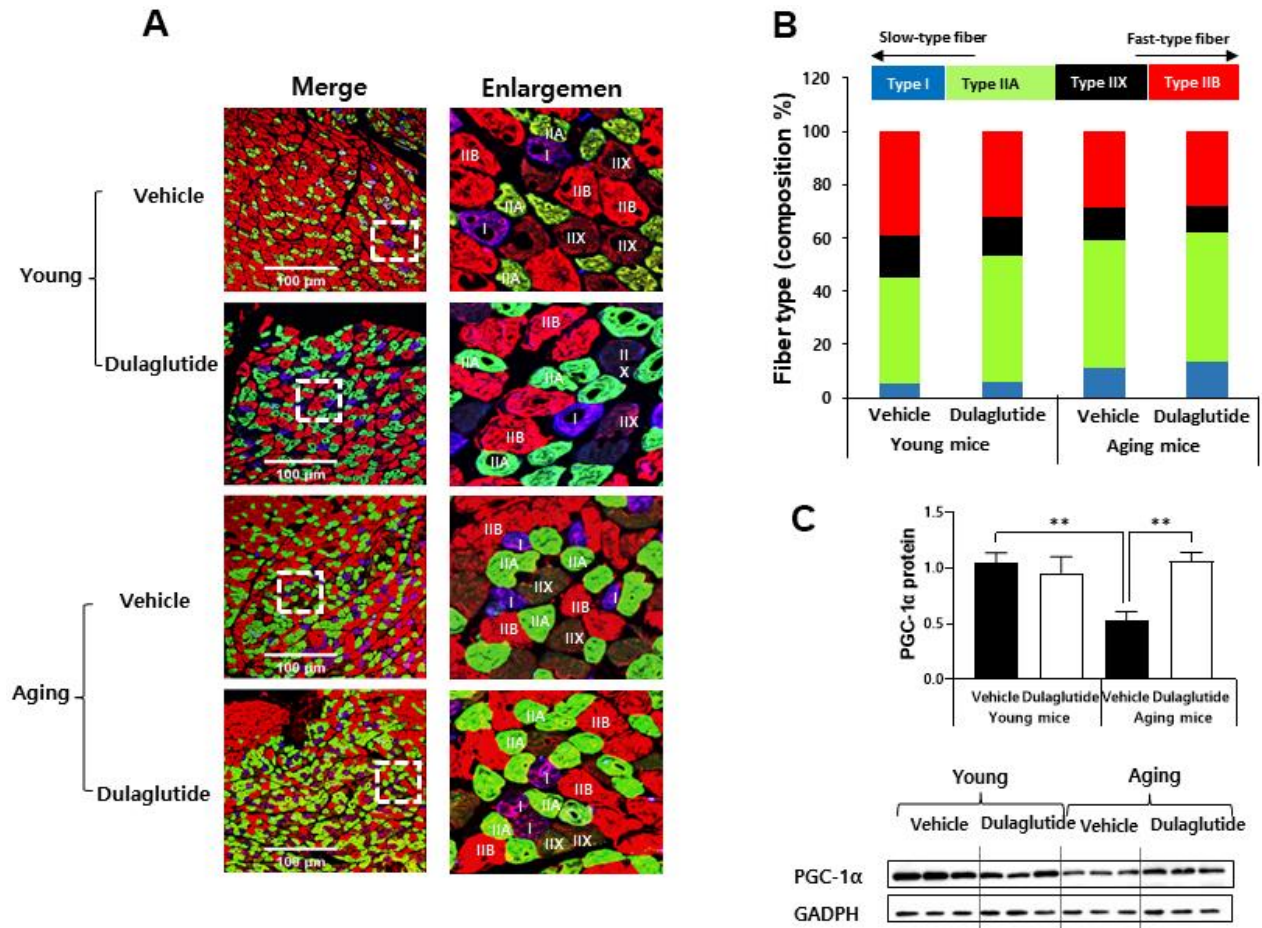 A
Merge Enlargemen
Young
Vehicle
100 µm
IIA
I
IIB
IIX
IIB
IIA
IIB
I
IIX
IIX
IIA
Dulaglutide
100 µm
IIB
II
X
IIA
IIA
I
IIX
IIB
IIA
Aging
Vehicle
100 µm
IIB
I
IIA
IIA
IIX
I
I
IIB
IIB
IIA
IIX
Dulaglutide
100 µm
IIA
IIB
IIA
I
IIB
IIA
I
IIA
IIX
IIX
IIB
B
Slow-type fiber Fast-type fiber
Type I Type IIA Type IIX Type IIB
Fiber type (composition %)
120
100
80
60
40
20
0
Vehicle Dulaglutide Vehicle Dulaglutide
Young mice Aging mice
C
PGC-1α protein
1.5
1.0
0.5
0.0
** **
Vehicle Dulaglutide Vehicle Dulaglutide
Young mice Aging mice
Young Aging
Vehicle Dulaglutide Vehicle Dulaglutide
PGC-1α
GADPH